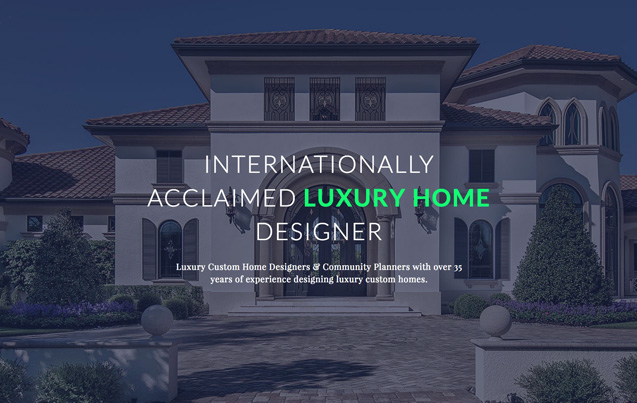 INTERNATIONALLY
ACCLAIMED LUXURY HOME
DESIGNER
Luxury Custom Home Designers & Community Planners with over 35
years of experience designing luxury custom homes.